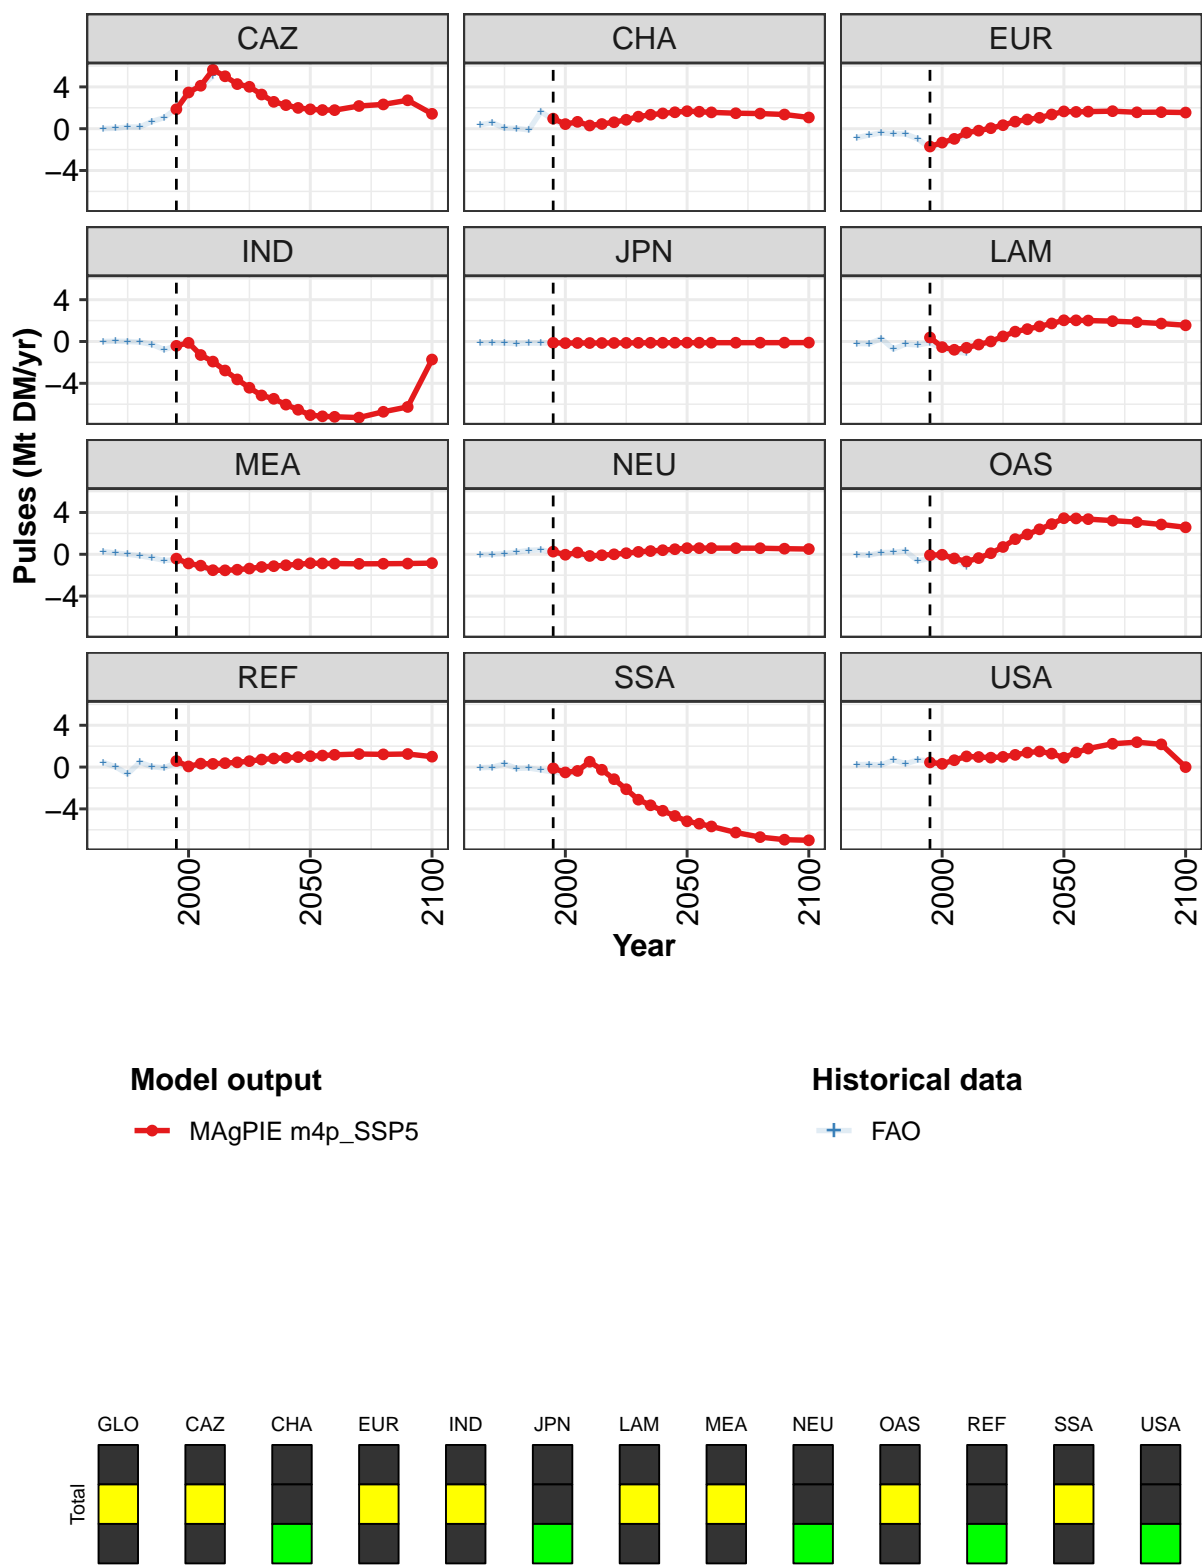 CAZ CHA EUR
4
0
−4
IND JPN LAM
4
0
−4
MEA NEU OAS
4
0
−4
REF SSA USA
4
0
−4
Pulses (Mt DM/yr)
2000 2050 2100 2000 2050 2100 2000 2050 2100
Year
Model output Historical data
MAgPIE m4p_SSP5 FAO
GLO CAZ CHA EUR IND JPN LAM MEA NEU OAS REF SSA USA
Total